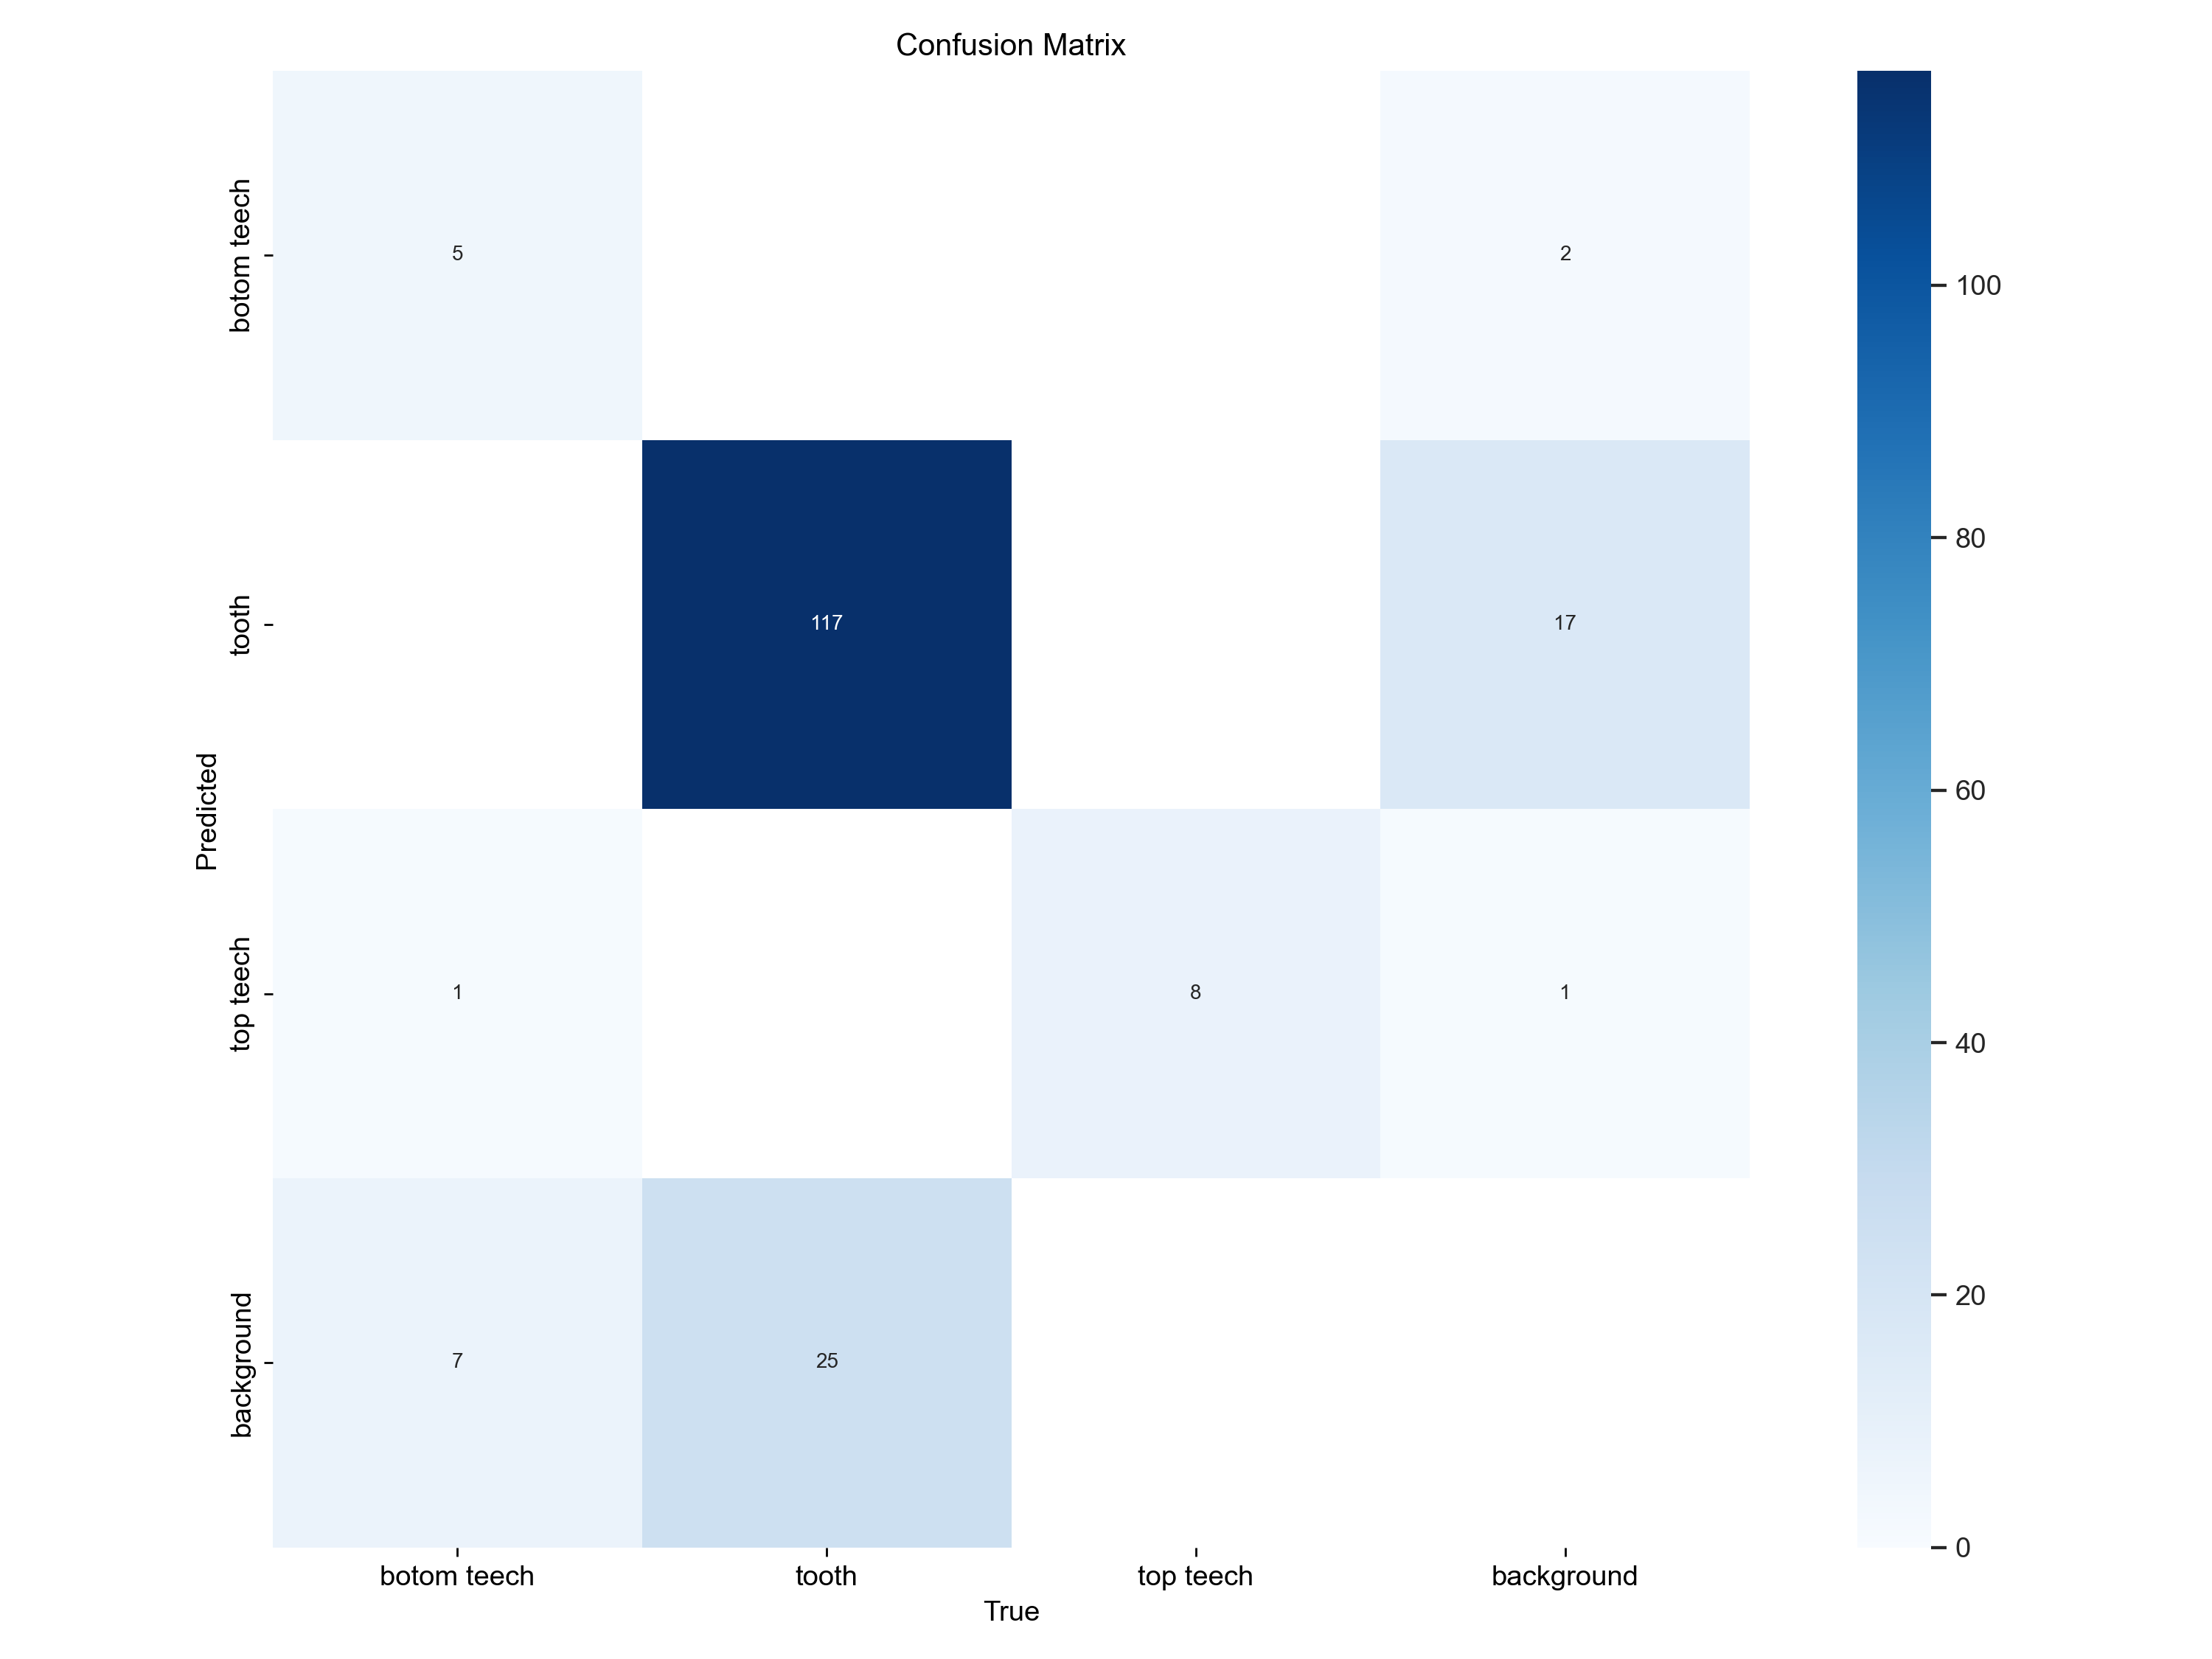 Confusion Matrix
botom teech
5
2
100
tooth
117
17
80
60
Predicted
top teech
1
8
1
40
background
7
25
20
0
botom teech
tooth
top teech
background
True